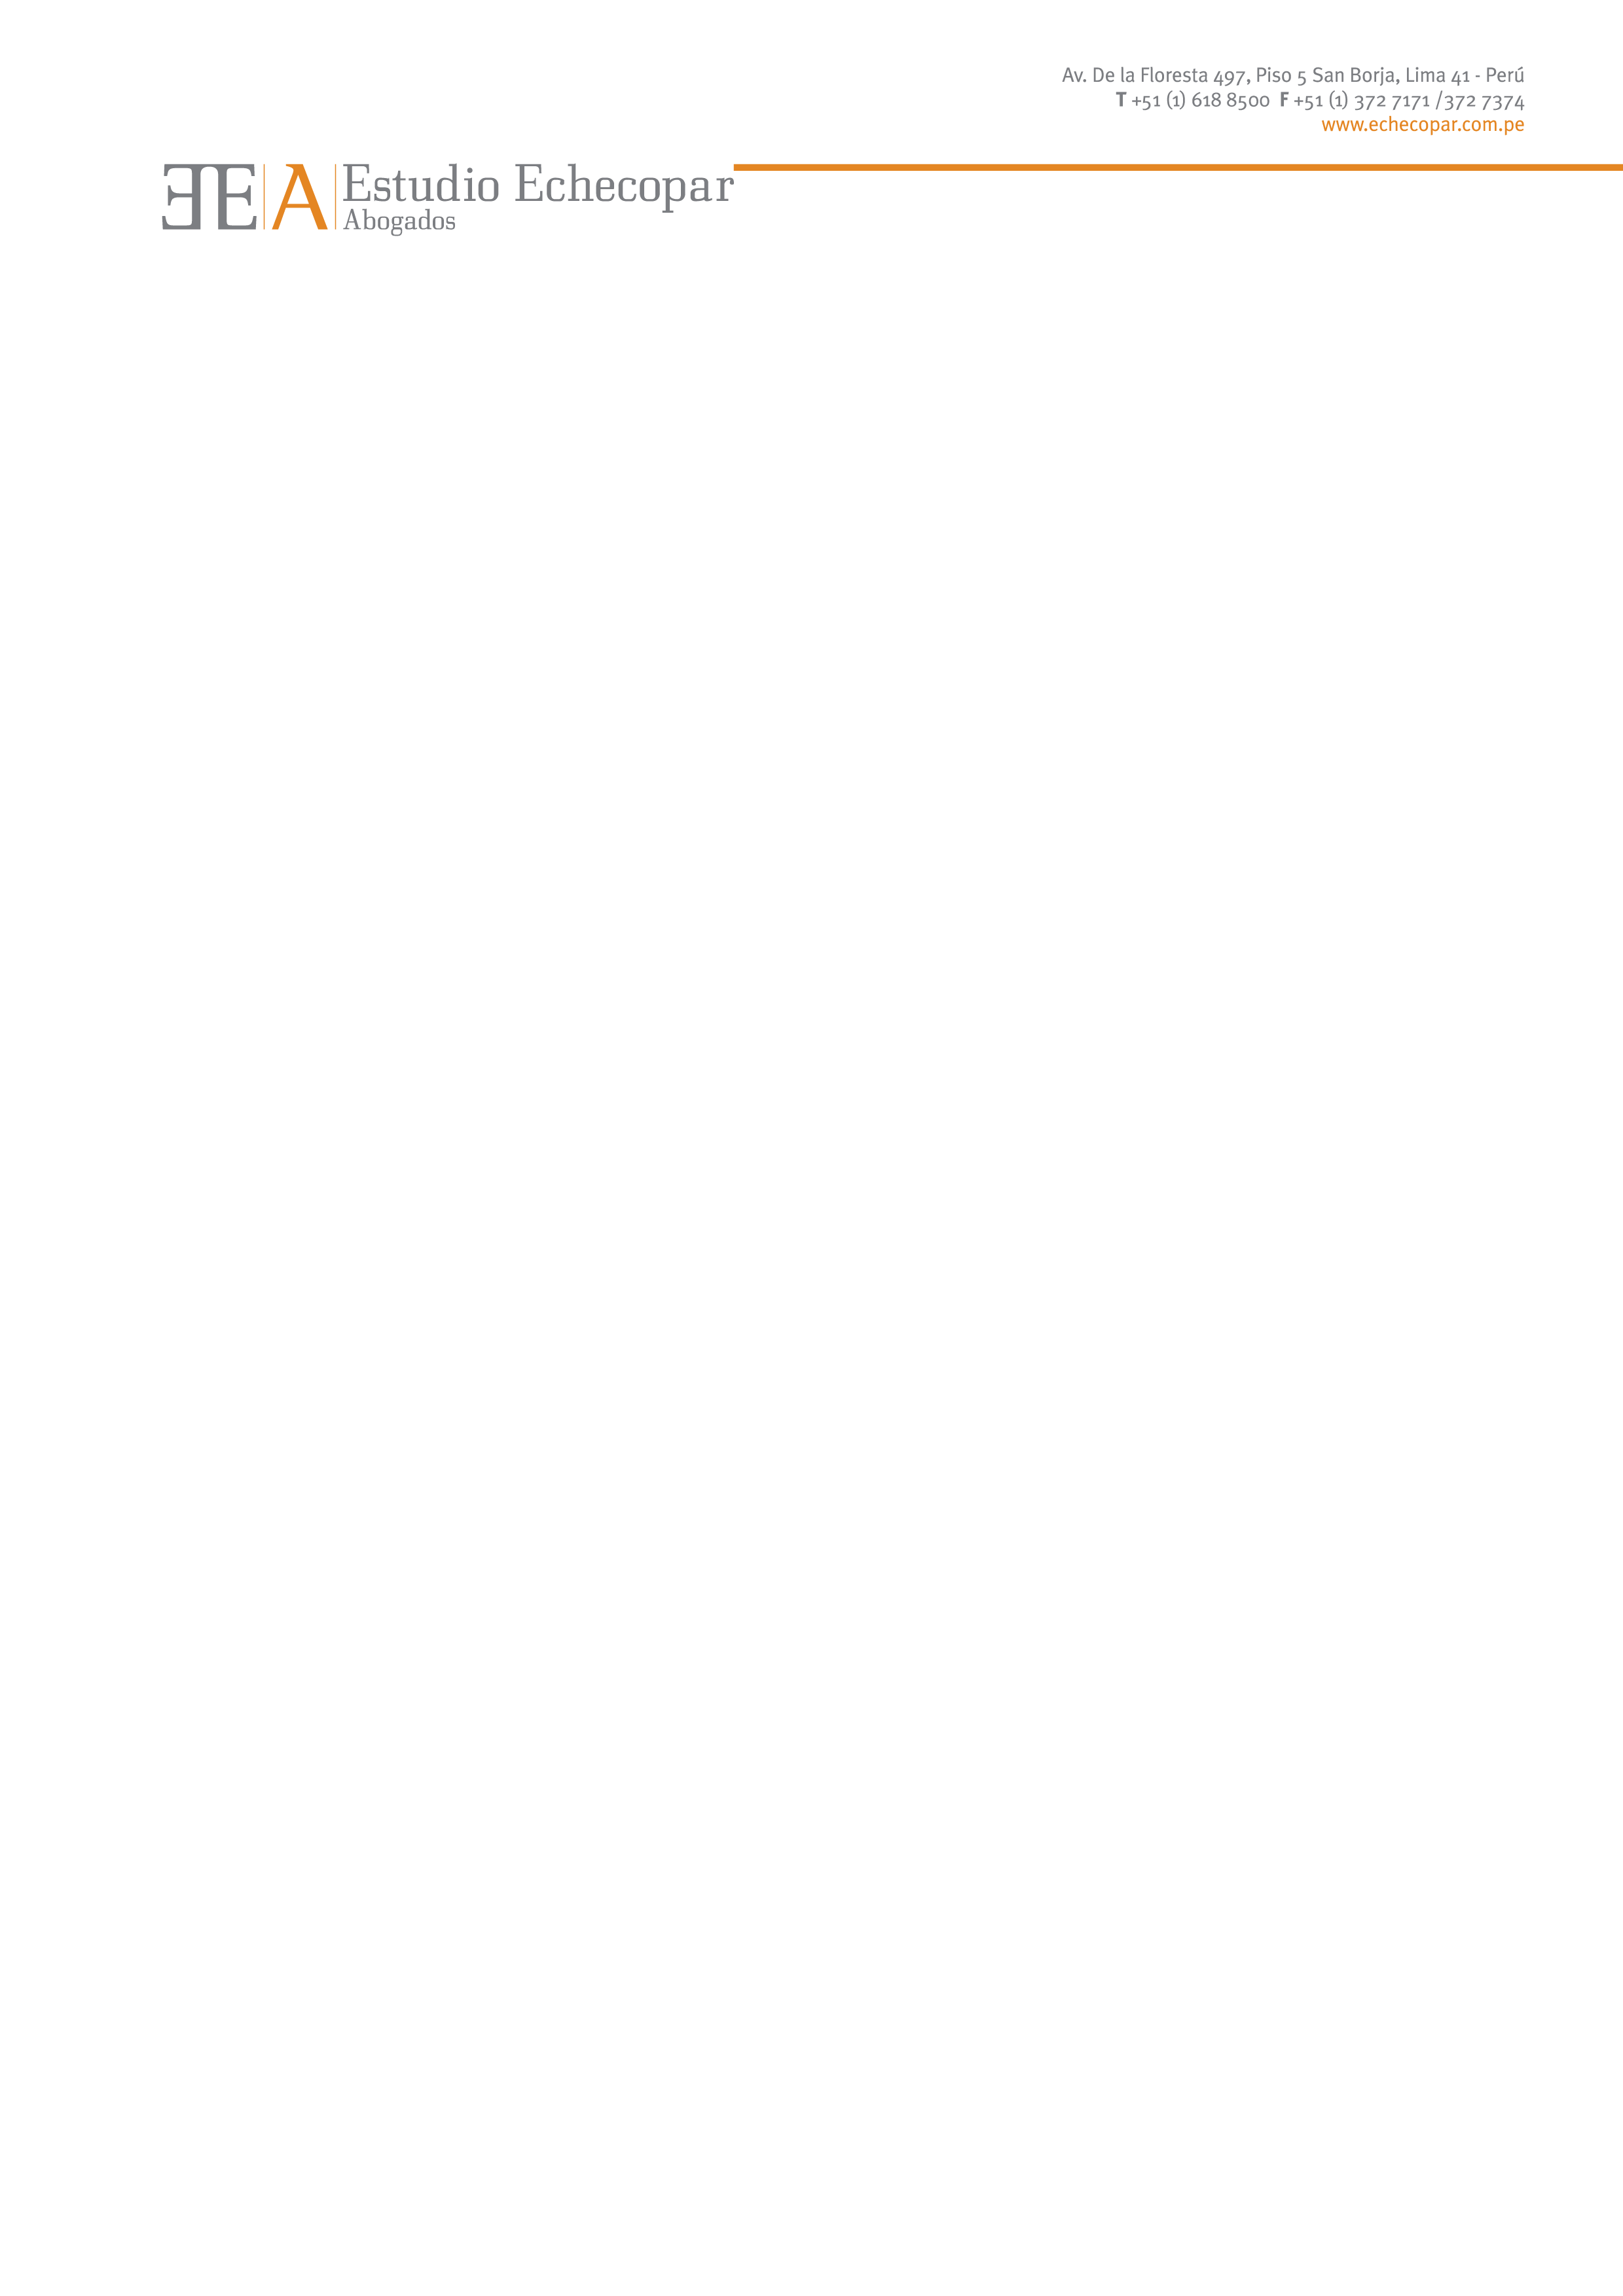 Av. De la Floresta 497, Piso 5 San Borja, Lima 41 - Perú
T +51 (1) 618 8500 F +51 (1) 372 7171 /372 7374
www.echecopar.com.pe
EE|A|Estudio Echecopar
Abogados